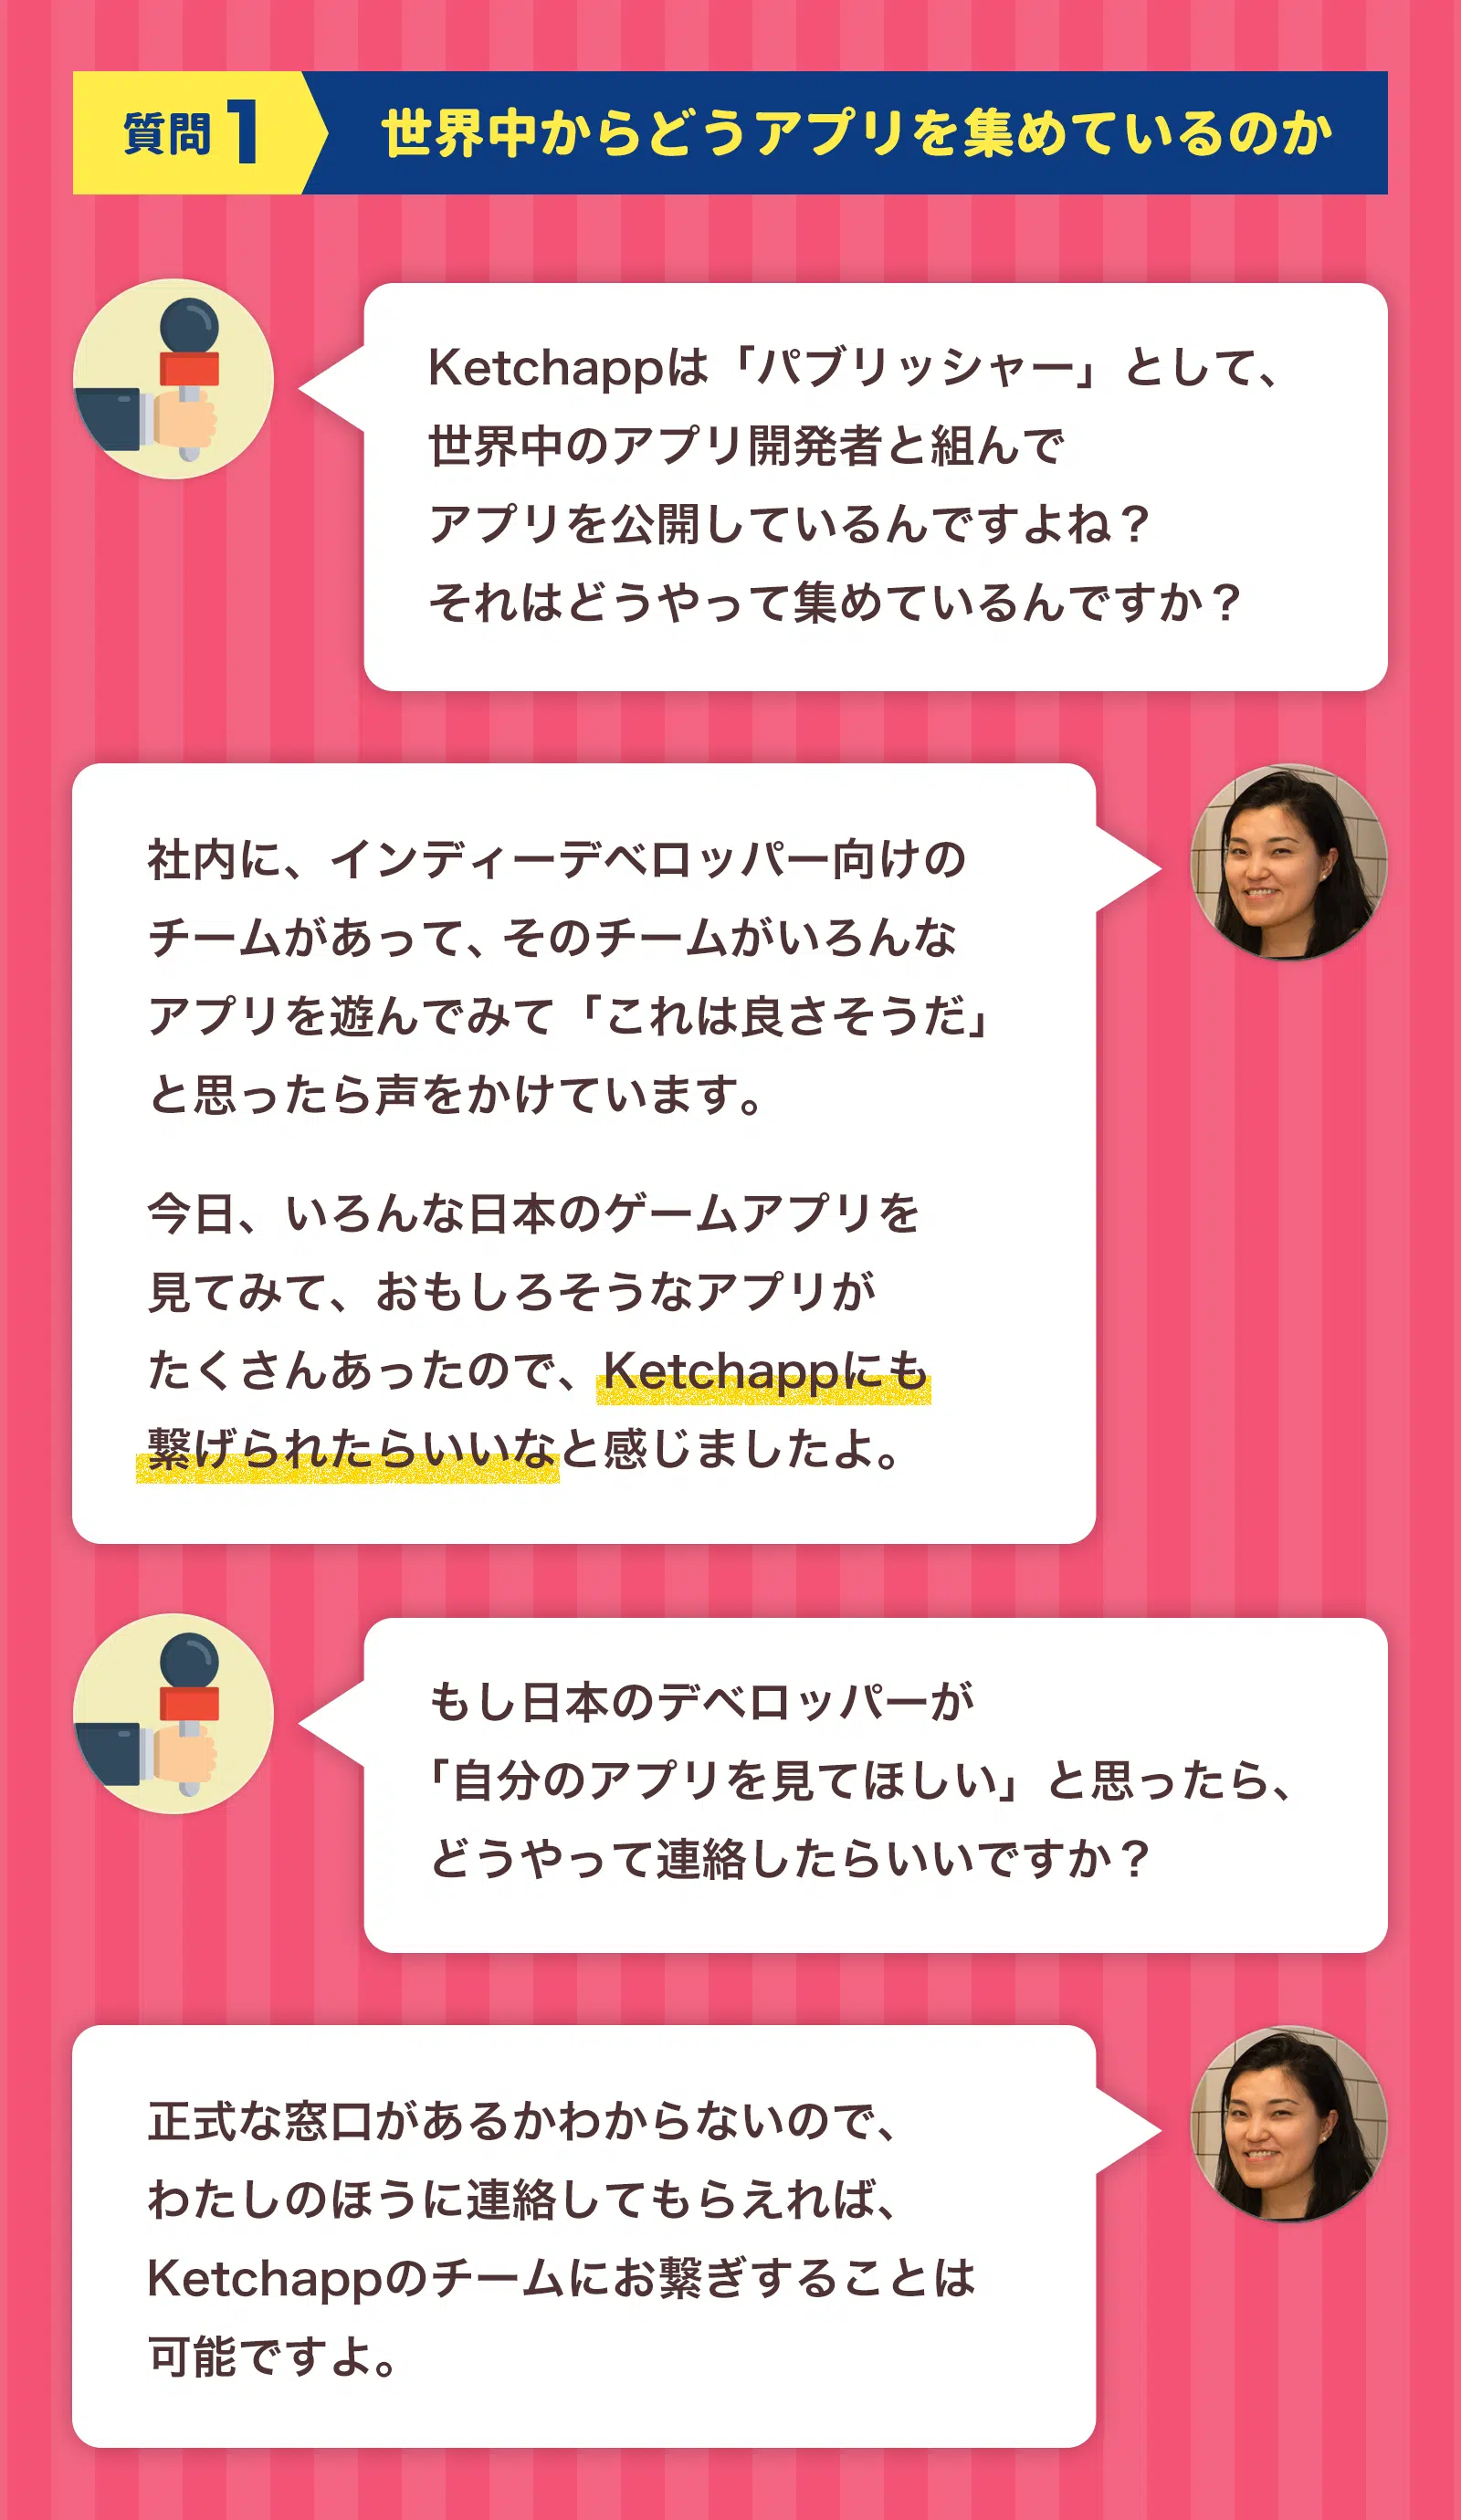 質問1
世界中からどうアプリを集めているのか
Ketchappは「パブリッシャー」として、
世界中のアプリ開発者と組んで
アプリを公開しているんですよね？
それはどうやって集めているんですか？
社内に、インディーデベロッパー向けの
チームがあって、そのチームがいろんな
アプリを遊んでみて「これは良さそうだ」
と思ったら声をかけています。
今日、いろんな日本のゲームアプリを
見てみて、おもしろそうなアプリが
たくさんあったので、Ketchappにも
繋げられたらいいなと感じましたよ。
もし日本のデベロッパーが
「自分のアプリを見てほしい」と思ったら、
どうやって連絡したらいいですか？
正式な窓口があるかわからないので、
わたしのほうに連絡してもらえれば、
Ketchappのチームにお繋ぎすることは
可能ですよ。